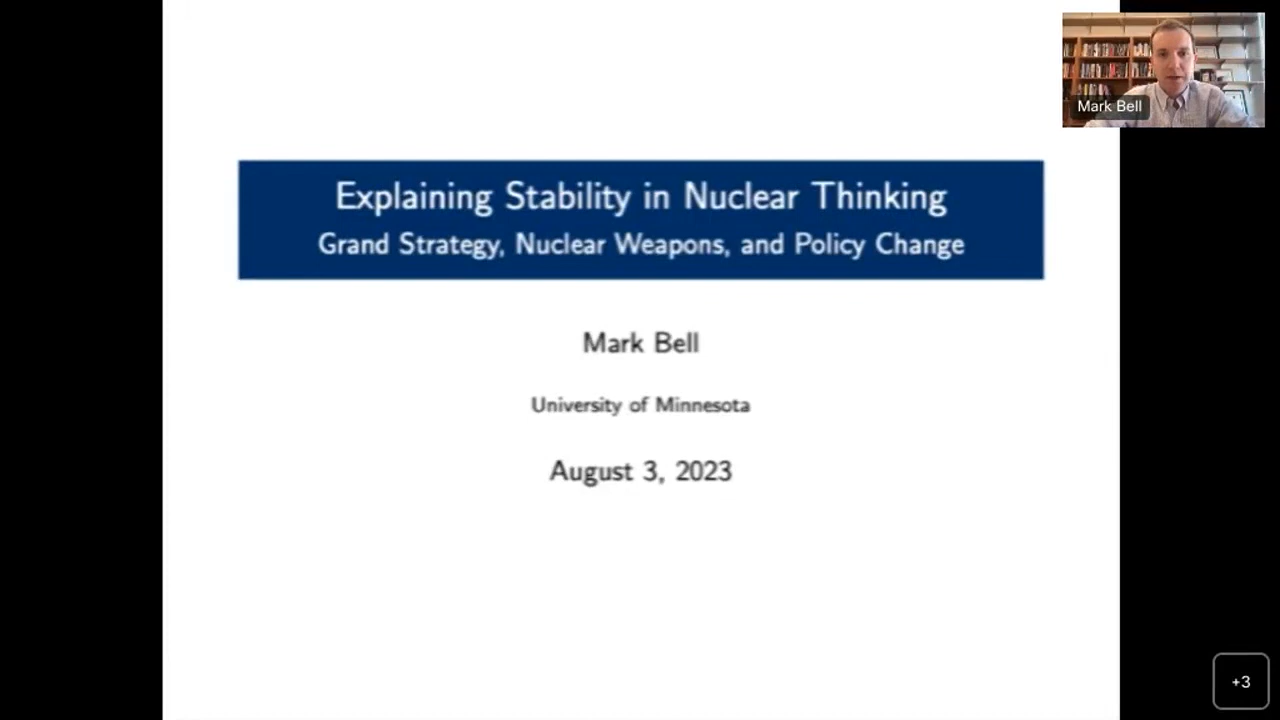 Explaining Stability in Nuclear Thinking
Grand Strategy, Nuclear Weapons, and Policy Change
Mark Bell
University of Minnesota
August 3, 2023
Mark Bell
+3